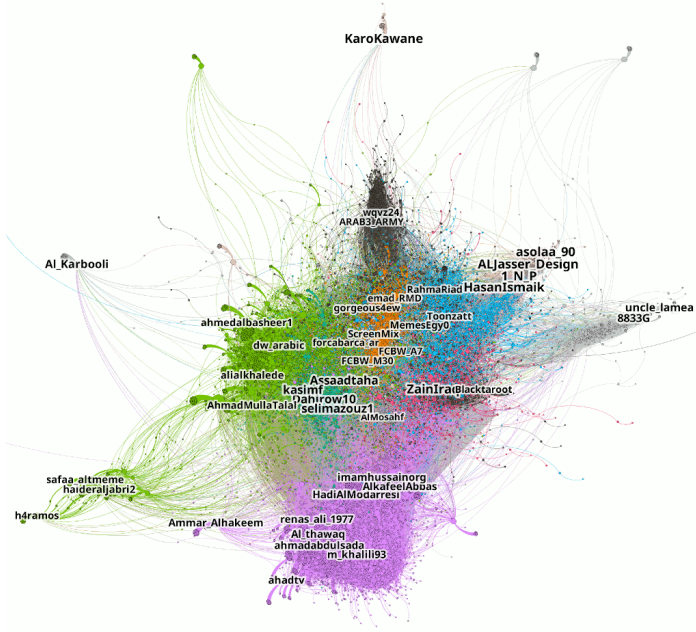 KaroKawane
wqvz24
ARAB3_ARMY
asolaa_90
Al_Karbooli
ALJasser_Design
1_N_P
RahmaRiad
HasanIsmaik
emad_RMD
gorgeous4ew
uncle_lamea
Toonzatt
8833G
ahmedalbasheer1
MemesEgy0
ScreenMix
dw_arabic
forcabarca_ar
FCBW_A7
FCBW_M30
alialkhalede
Assaadtaha
kasimf
ZainIraq
Blacktaroot
Dahirow10
AhmadMullaTalal
selimazouz1
AlMosahf
safaa_altmeme
imamhussainorg
haideraljabri2
AlkafeelAbbas
HadiAlModarresi
h4ramos
renas_ali_1977
Ammar_Alhakeem
Al_thawaq
ahmadabdulsada
m_khalili93
ahadtv